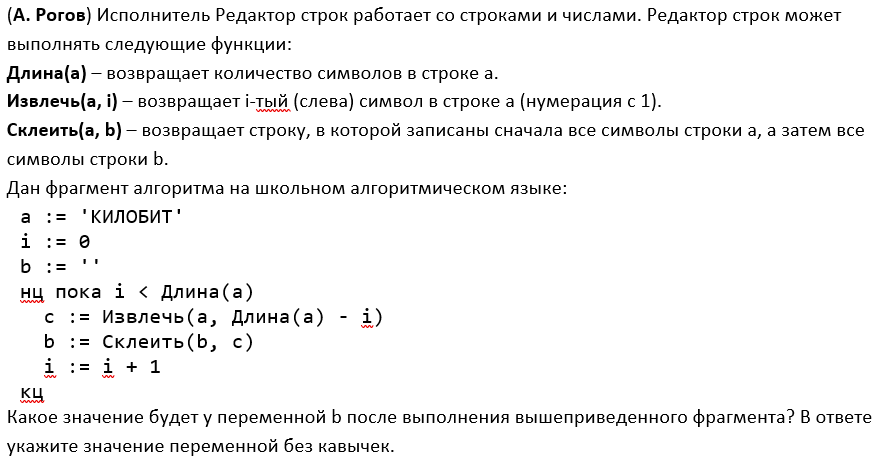 (А. Рогов) Исполнитель Редактор строк работает со строками и числами. Редактор строк может
выполнять следующие функции:
Длина(a) – возвращает количество символов в строке a.
Извлечь(a, i) – возвращает i-тый (слева) символ в строке a (нумерация с 1).
Склеить(a, b) – возвращает строку, в которой записаны сначала все символы строки a, а затем все
символы строки b.
Дан фрагмент алгоритма на школьном алгоритмическом языке:
a := 'КИЛОБИТ'
i := 0
b := ''
нц пока i < Длина(a)
c := Извлечь(a, Длина(a) - i)
b := Склеить(b, c)
i := i + 1
кц
Какое значение будет у переменной b после выполнения вышеприведенного фрагмента? В ответе
укажите значение переменной без кавычек.